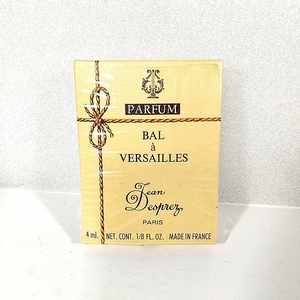 PARFUM
BAL
à
VERSAILLES
Jean
Desprez
PARIS
4 ml. NET. CONT. 1/8 FL. OZ. MADE IN FRANCE